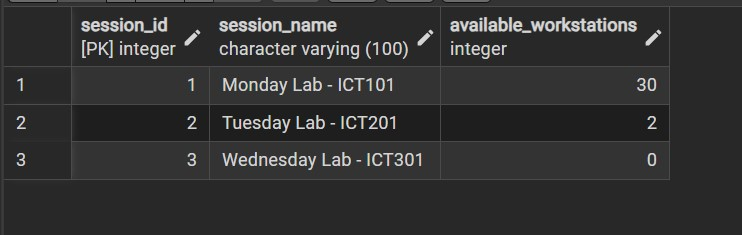 session_id session_name available_workstations
[PK] integer character varying (100) integer
1 1 Monday Lab - ICT101 30
2 2 Tuesday Lab - ICT201 2
3 3 Wednesday Lab - ICT301 0